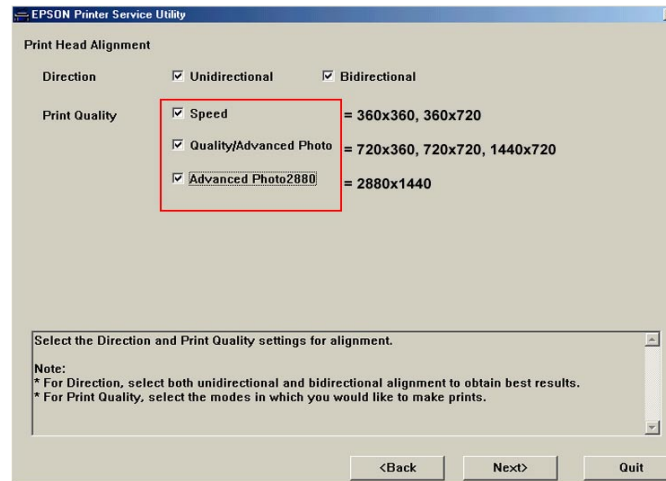 EPSON Printer Service Utility
Print Head Alignment
Direction Unidirectional Bidirectional
Print Quality Speed = 360x360, 360x720
Quality/Advanced Photo = 720x360, 720x720, 1440x720
Advanced Photo2880 = 2880x1440
Select the Direction and Print Quality settings for alignment.
Note:
* For Direction, select both unidirectional and bidirectional alignment to obtain best results.
* For Print Quality, select the modes in which you would like to make prints.
<Back Next> Quit